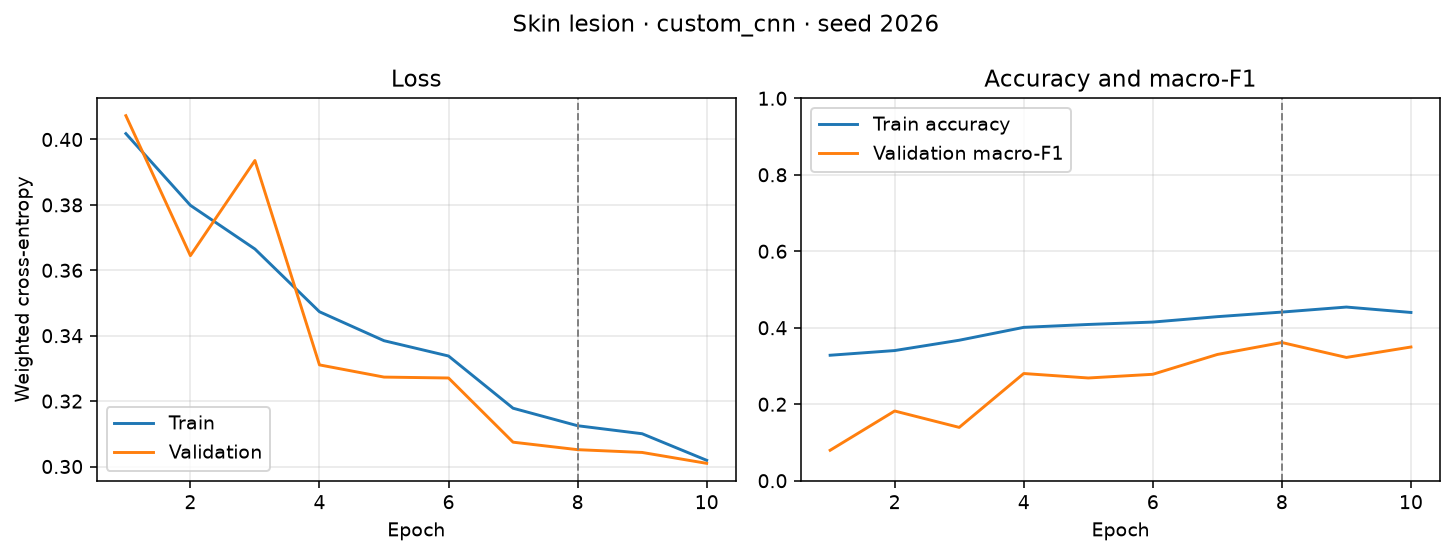 Skin lesion · custom_cnn · seed 2026
Loss
Weighted cross-entropy
0.40
0.38
0.36
0.34
0.32
0.30
Train
Validation
2 4 6 8 10
Epoch
Accuracy and macro-F1
1.0
0.8
0.6
0.4
0.2
0.0
Train accuracy
Validation macro-F1
2 4 6 8 10
Epoch